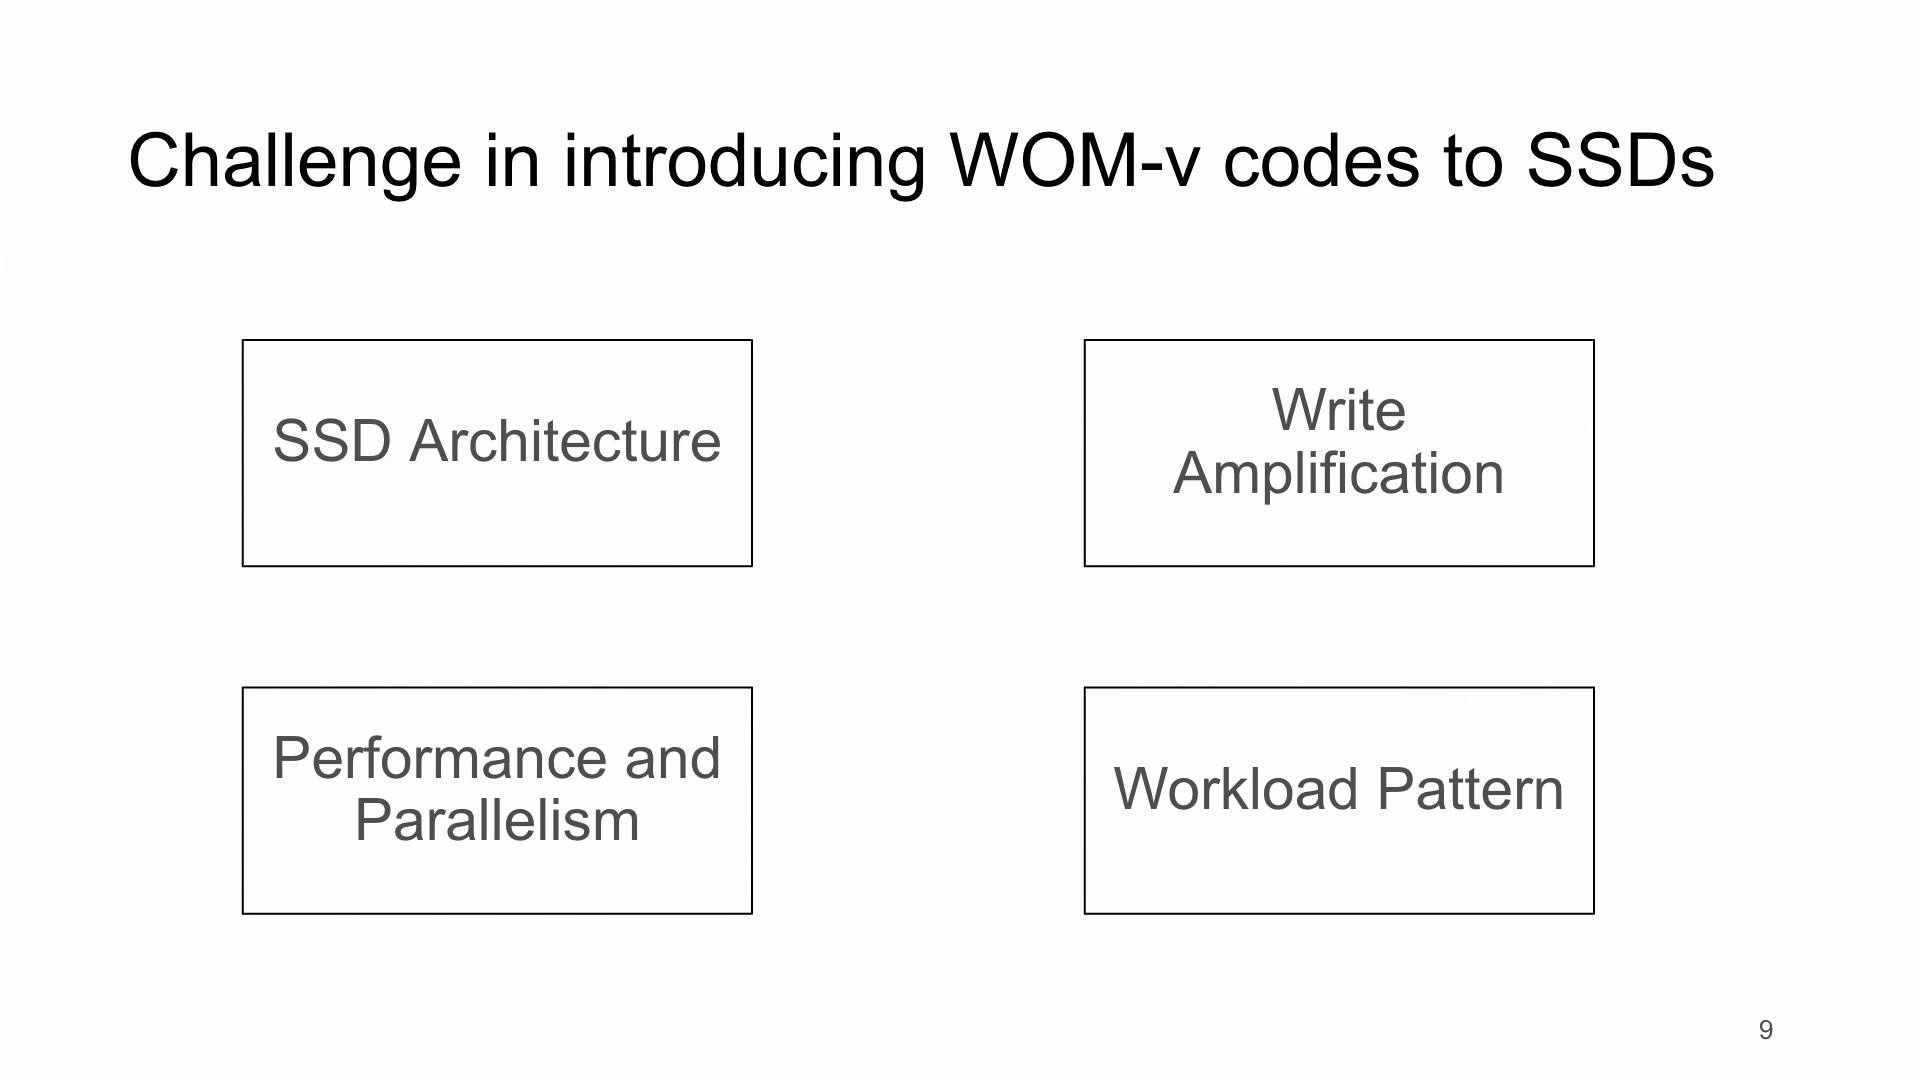 Challenge in introducing WOM-v codes to SSDs
SSD Architecture
Write
Amplification
Performance and
Parallelism
Workload Pattern
9